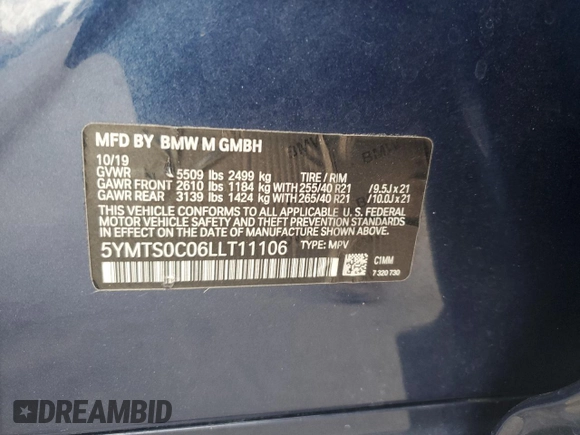 MFD BY BMW M GMBH
10/19
GVWR 5509 lbs 2499 kg TIRE / RIM
GAWR FRONT 2610 lbs 1184 kg WITH 255/40 R21 /9.5J x 21
GAWR REAR 3139 lbs 1424 kg WITH 265/40 R21 /10.0J x 21
THIS VEHICLE CONFORMS TO ALL APPLICABLE U. S. FEDERAL
MOTOR VEHICLE SAFETY AND THEFT PREVENTION STANDARDS
IN EFFECT ON THE DATE OF MANUFACTURE SHOWN ABOVE.
5YMTS0C06LLT11106 TYPE: MPV
C1MM
7 320 730
DREAMBID